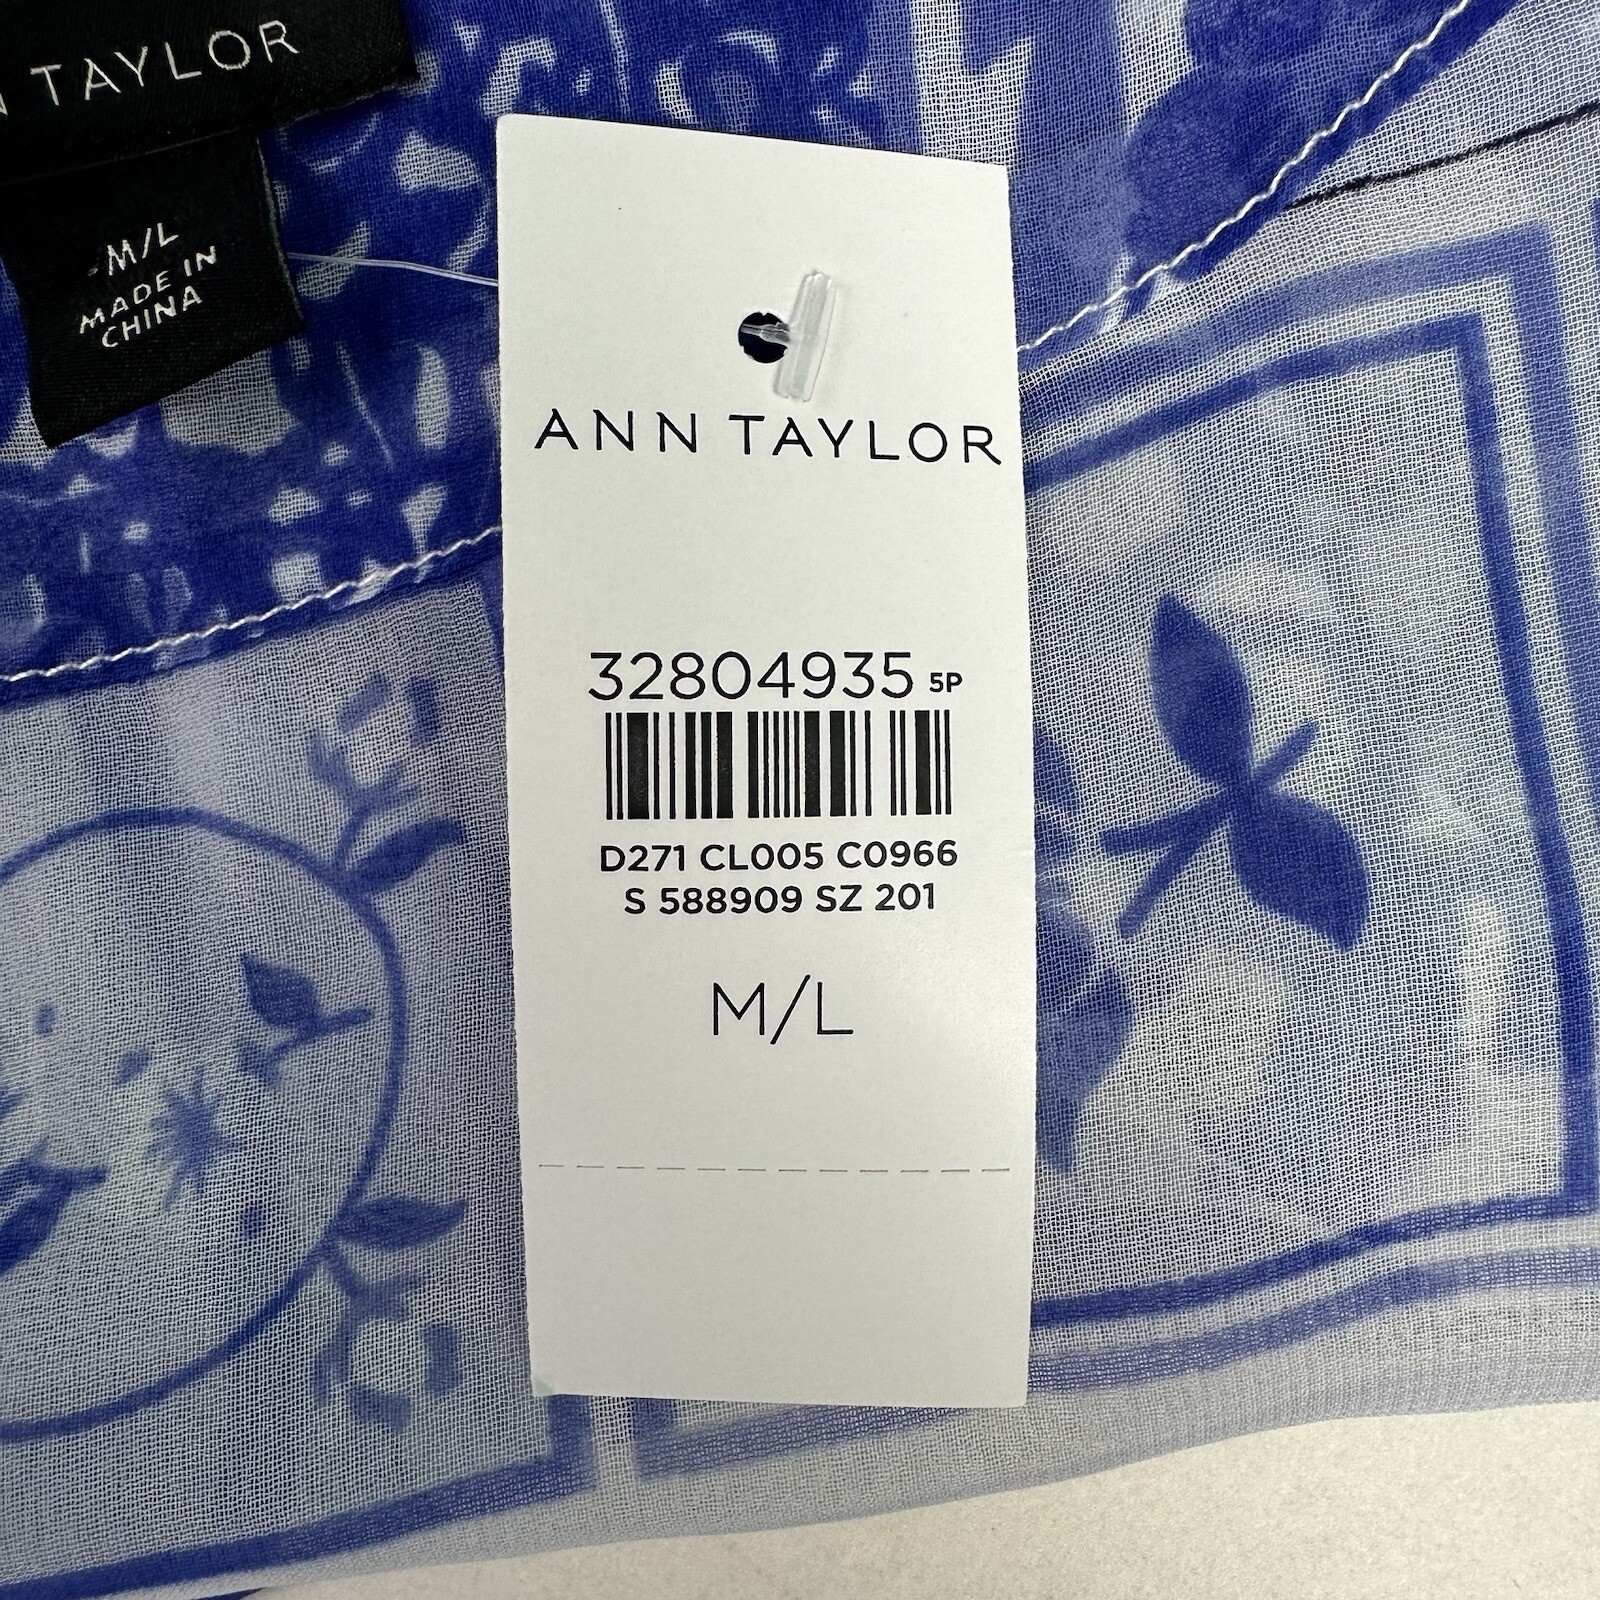 TAYLOR
M/L
MADE IN
CHINA
ANN TAYLOR
32804935 5P
D271 CL005 C0966
S 588909 SZ 201
M/L